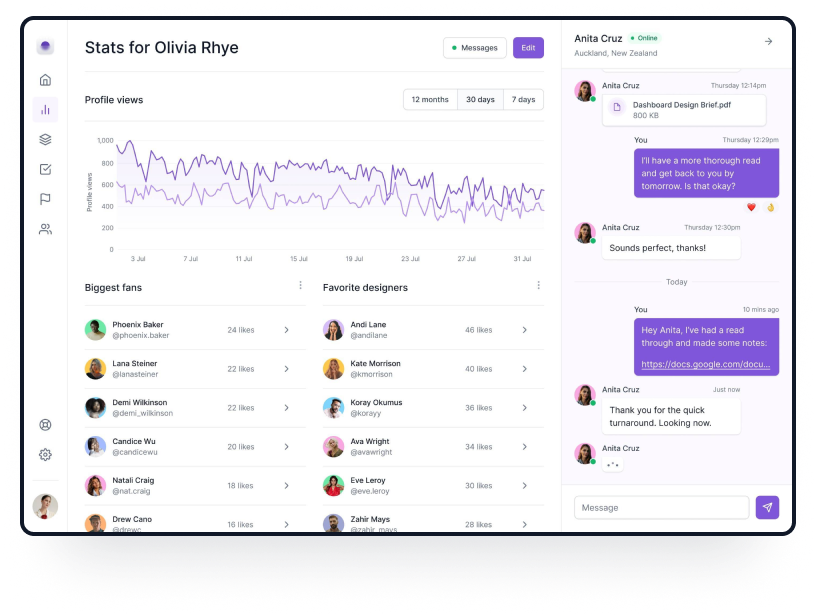 Stats for Olivia Rhye
Messages
Edit
Profile views
12 months
30 days
7 days
1,000
800
600
400
200
0
Profile views
3 Jul
7 Jul
11 Jul
15 Jul
19 Jul
23 Jul
27 Jul
31 Jul
Biggest fans
Phoenix Baker
@phoenix.baker
24 likes
Lana Steiner
@lanasteiner
22 likes
Demi Wilkinson
@demi_wilkinson
22 likes
Candice Wu
@candicewu
20 likes
Natali Craig
@nat.craig
18 likes
Drew Cano
@drewc
16 likes
Favorite designers
Andi Lane
@andilane
46 likes
Kate Morrison
@kmorrison
40 likes
Koray Okumus
@korayy
36 likes
Ava Wright
@avawright
34 likes
Eve Leroy
@eve.leroy
30 likes
Zahir Mays
@zahir_mays
28 likes
Anita Cruz
Online
Auckland, New Zealand
Anita Cruz
Thursday 12:14pm
Dashboard Design Brief.pdf
800 KB
You
Thursday 12:29pm
I'll have a more thorough read
and get back to you by
tomorrow. Is that okay?
Anita Cruz
Thursday 12:30pm
Sounds perfect, thanks!
Today
You
10 mins ago
Hey Anita, I've had a read
through and made some notes:
https://docs.google.com/docu...
Anita Cruz
Just now
Thank you for the quick
turnaround. Looking now.
Anita Cruz
Message